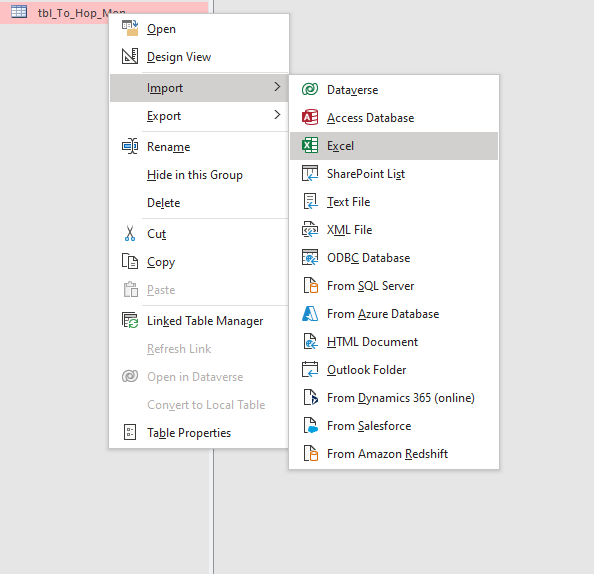 tbl_To_Hop_Mon
Open
Design View
Import
Export
Rename
Hide in this Group
Delete
Cut
Copy
Paste
Linked Table Manager
Refresh Link
Open in Dataverse
Convert to Local Table
Table Properties
Dataverse
Access Database
Excel
SharePoint List
Text File
XML File
ODBC Database
From SQL Server
From Azure Database
HTML Document
Outlook Folder
From Dynamics 365 (online)
From Salesforce
From Amazon Redshift